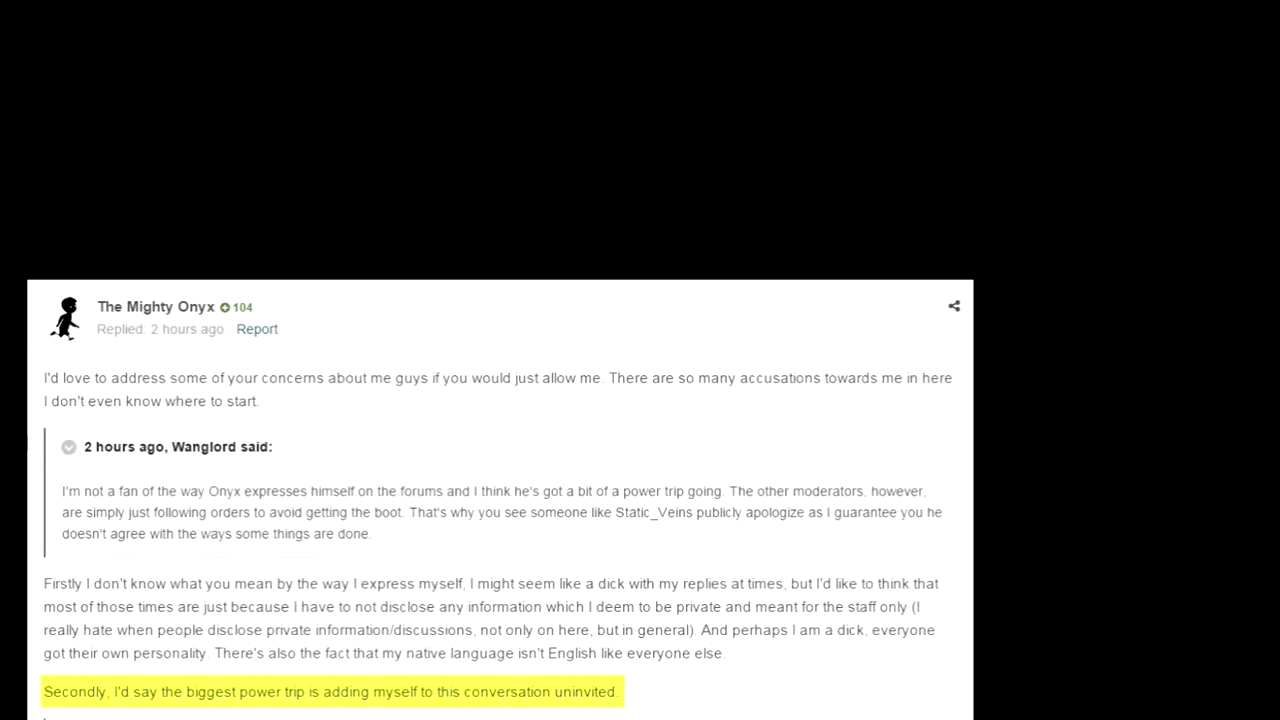 The Mighty Onyx 104
Replied: 2 hours ago Report
I'd love to address some of your concerns about me guys if you would just allow me. There are so many accusations towards me in here
I don't even know where to start.
2 hours ago, Wanglord said:
I'm not a fan of the way Onyx expresses himself on the forums and I think he's got a bit of a power trip going. The other moderators, however,
are simply just following orders to avoid getting the boot. That's why you see someone like Static_Veins publicly apologize as I guarantee you he
doesn't agree with the ways some things are done.
Firstly I don't know what you mean by the way I express myself, I might seem like a dick with my replies at times, but I'd like to think that
most of those times are just because I have to not disclose any information which I deem to be private and meant for the staff only (I
really hate when people disclose private information/discussions, not only on here, but in general). And perhaps I am a dick, everyone
got their own personality. There's also the fact that my native language isn't English like everyone else.
Secondly, I'd say the biggest power trip is adding myself to this conversation uninvited.